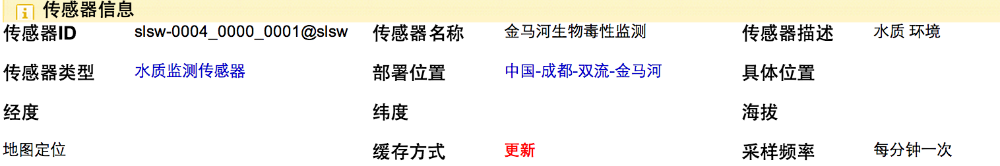 传感器信息
传感器ID slsw-0004_0000_0001@slsw 传感器名称 金马河生物毒性监测 传感器描述 水质 环境
传感器类型 水质监测传感器 部署位置 中国-成都-双流-金马河 具体位置
经度 纬度 海拔
地图定位 缓存方式 更新 采样频率 每分钟一次